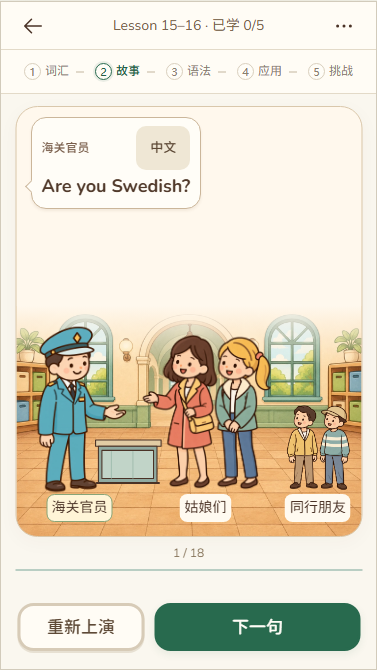 Lesson 15–16 · 已学 0/5
1 词汇 2 故事 3 语法 4 应用 5 挑战
海关官员 中文
Are you Swedish?
海关官员 姑娘们 同行朋友
1 / 18
重新上演 下一句